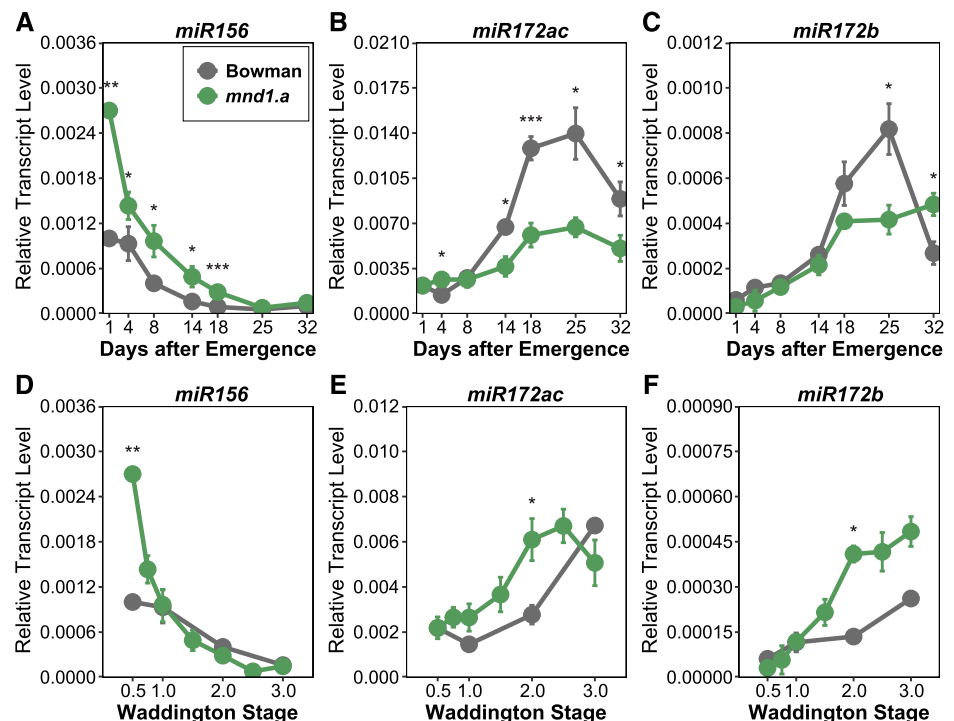 A
miR156
Relative Transcript Level
0.0036
0.0030
0.0024
0.0018
0.0012
0.0006
0.0000
**
*
*
*
***
Bowman
mnd1.a
1 4 8 14 18 25 32
Days after Emergence
B
miR172ac
Relative Transcript Level
0.0210
0.0175
0.0140
0.0105
0.0070
0.0035
0.0000
*
*
***
*
*
1 4 8 14 18 25 32
Days after Emergence
C
miR172b
Relative Transcript Level
0.0012
0.0010
0.0008
0.0006
0.0004
0.0002
0.0000
*
*
1 4 8 14 18 25 32
Days after Emergence
D
miR156
Relative Transcript Level
0.0036
0.0030
0.0024
0.0018
0.0012
0.0006
0.0000
**
0.5 1.0 2.0 3.0
Waddington Stage
E
miR172ac
Relative Transcript Level
0.012
0.010
0.008
0.006
0.004
0.002
0.000
*
0.5 1.0 2.0 3.0
Waddington Stage
F
miR172b
Relative Transcript Level
0.00090
0.00075
0.00060
0.00045
0.00030
0.00015
0.00000
*
0.5 1.0 2.0 3.0
Waddington Stage